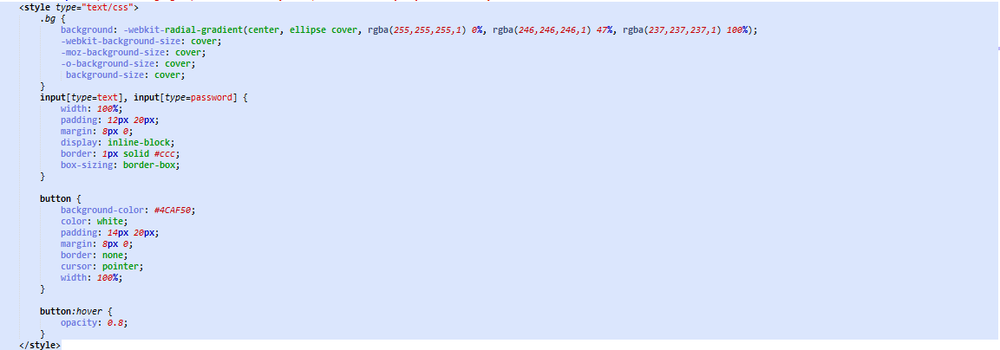 <style type="text/css">
    .bg {
        background: -webkit-radial-gradient(center, ellipse cover, rgba(255,255,255,1) 0%, rgba(246,246,246,1) 47%, rgba(237,237,237,1) 100%);
        -webkit-background-size: cover;
        -moz-background-size: cover;
        -o-background-size: cover;
         background-size: cover;
    }
    input[type=text], input[type=password] {
        width: 100%;
        padding: 12px 20px;
        margin: 8px 0;
        display: inline-block;
        border: 1px solid #ccc;
        box-sizing: border-box;
    }

    button {
        background-color: #4CAF50;
        color: white;
        padding: 14px 20px;
        margin: 8px 0;
        border: none;
        cursor: pointer;
        width: 100%;
    }

    button:hover {
        opacity: 0.8;
    }
</style>